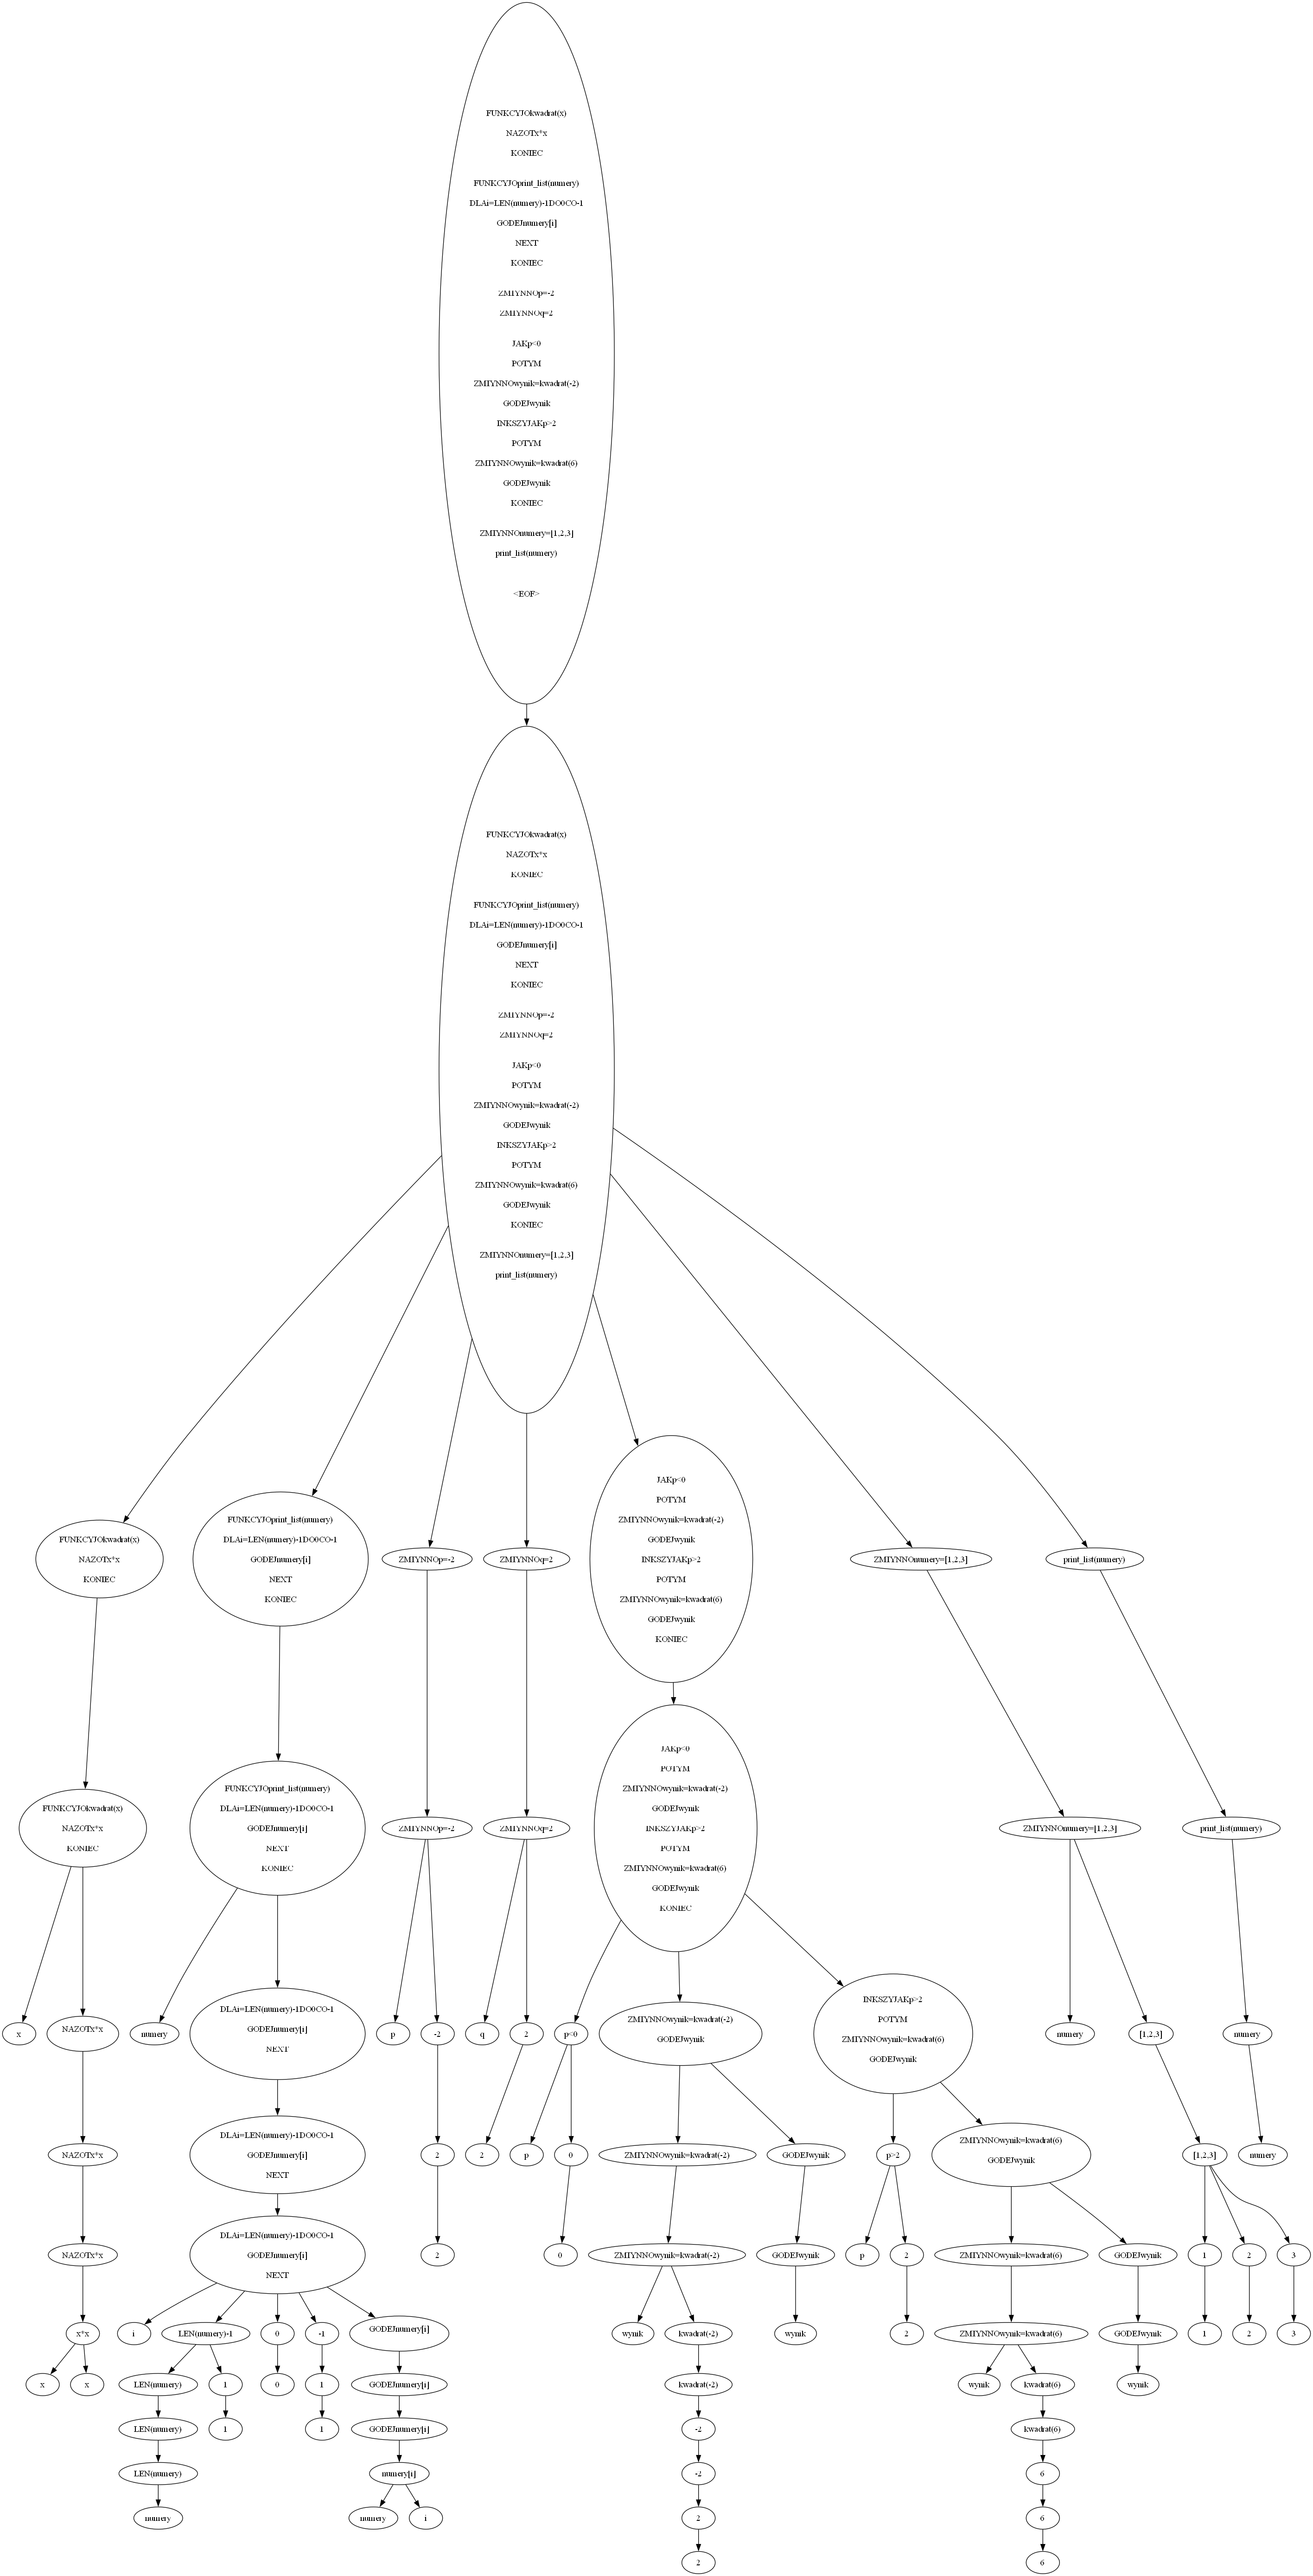 FUNKCYJOkwadrat(x)
NAZOTx*x
KONIEC
FUNKCYJOprint_list(numery)
DLAi=LEN(numery)-1DO0CO-1
GODEJnumery[i]
NEXT
KONIEC
ZMIYNNOp=-2
ZMIYNNOq=2
JAKp<0
POTYM
ZMIYNNOwynik=kwadrat(-2)
GODEJwynik
INKSZYJAKp>2
POTYM
ZMIYNNOwynik=kwadrat(6)
GODEJwynik
KONIEC
ZMIYNNOnumery=[1,2,3]
print_list(numery)
<EOF>
FUNKCYJOkwadrat(x)
NAZOTx*x
KONIEC
FUNKCYJOprint_list(numery)
DLAi=LEN(numery)-1DO0CO-1
GODEJnumery[i]
NEXT
KONIEC
ZMIYNNOp=-2
ZMIYNNOq=2
JAKp<0
POTYM
ZMIYNNOwynik=kwadrat(-2)
GODEJwynik
INKSZYJAKp>2
POTYM
ZMIYNNOwynik=kwadrat(6)
GODEJwynik
KONIEC
ZMIYNNOnumery=[1,2,3]
print_list(numery)
FUNKCYJOkwadrat(x)
NAZOTx*x
KONIEC
FUNKCYJOprint_list(numery)
DLAi=LEN(numery)-1DO0CO-1
GODEJnumery[i]
NEXT
KONIEC
ZMIYNNOp=-2
ZMIYNNOq=2
JAKp<0
POTYM
ZMIYNNOwynik=kwadrat(-2)
GODEJwynik
INKSZYJAKp>2
POTYM
ZMIYNNOwynik=kwadrat(6)
GODEJwynik
KONIEC
ZMIYNNOnumery=[1,2,3]
print_list(numery)
FUNKCYJOkwadrat(x)
NAZOTx*x
KONIEC
FUNKCYJOprint_list(numery)
DLAi=LEN(numery)-1DO0CO-1
GODEJnumery[i]
NEXT
KONIEC
ZMIYNNOp=-2
ZMIYNNOq=2
JAKp<0
POTYM
ZMIYNNOwynik=kwadrat(-2)
GODEJwynik
INKSZYJAKp>2
POTYM
ZMIYNNOwynik=kwadrat(6)
GODEJwynik
KONIEC
ZMIYNNOnumery=[1,2,3]
print_list(numery)
x
NAZOTx*x
numery
DLAi=LEN(numery)-1DO0CO-1
GODEJnumery[i]
NEXT
p
-2
q
2
p<0
ZMIYNNOwynik=kwadrat(-2)
GODEJwynik
INKSZYJAKp>2
POTYM
ZMIYNNOwynik=kwadrat(6)
GODEJwynik
numery
[1,2,3]
numery
NAZOTx*x
DLAi=LEN(numery)-1DO0CO-1
GODEJnumery[i]
NEXT
2
2
p
0
ZMIYNNOwynik=kwadrat(-2)
GODEJwynik
p>2
ZMIYNNOwynik=kwadrat(6)
GODEJwynik
[1,2,3]
numery
NAZOTx*x
DLAi=LEN(numery)-1DO0CO-1
GODEJnumery[i]
NEXT
2
0
ZMIYNNOwynik=kwadrat(-2)
GODEJwynik
p
2
ZMIYNNOwynik=kwadrat(6)
GODEJwynik
1
2
3
x*x
i
LEN(numery)-1
0
-1
GODEJnumery[i]
wynik
kwadrat(-2)
wynik
2
ZMIYNNOwynik=kwadrat(6)
GODEJwynik
1
2
3
x
x
LEN(numery)
1
0
1
GODEJnumery[i]
kwadrat(-2)
wynik
kwadrat(6)
wynik
LEN(numery)
1
1
GODEJnumery[i]
-2
kwadrat(6)
LEN(numery)
numery[i]
-2
6
numery
numery
i
2
6
2
6